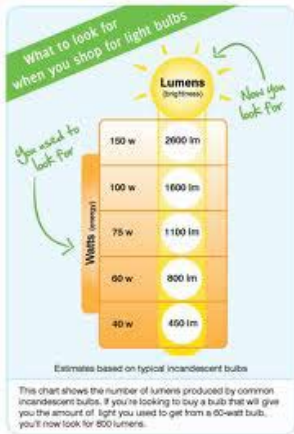 What to look for
when you shop for light bulbs
Lumens
(brightness)
Now you
look for
You used to
look for
Watts (energy)
150 w 2600 lm
100 w 1600 lm
75 w 1100 lm
60 w 800 lm
40 w 450 lm
Estimates based on typical incandescent bulbs
This chart shows the number of lumens produced by common
incandescent bulbs. If you're looking to buy a bulb that will give
you the amount of light you used to get from a 60-watt bulb,
you'll now look for 800 lumens.